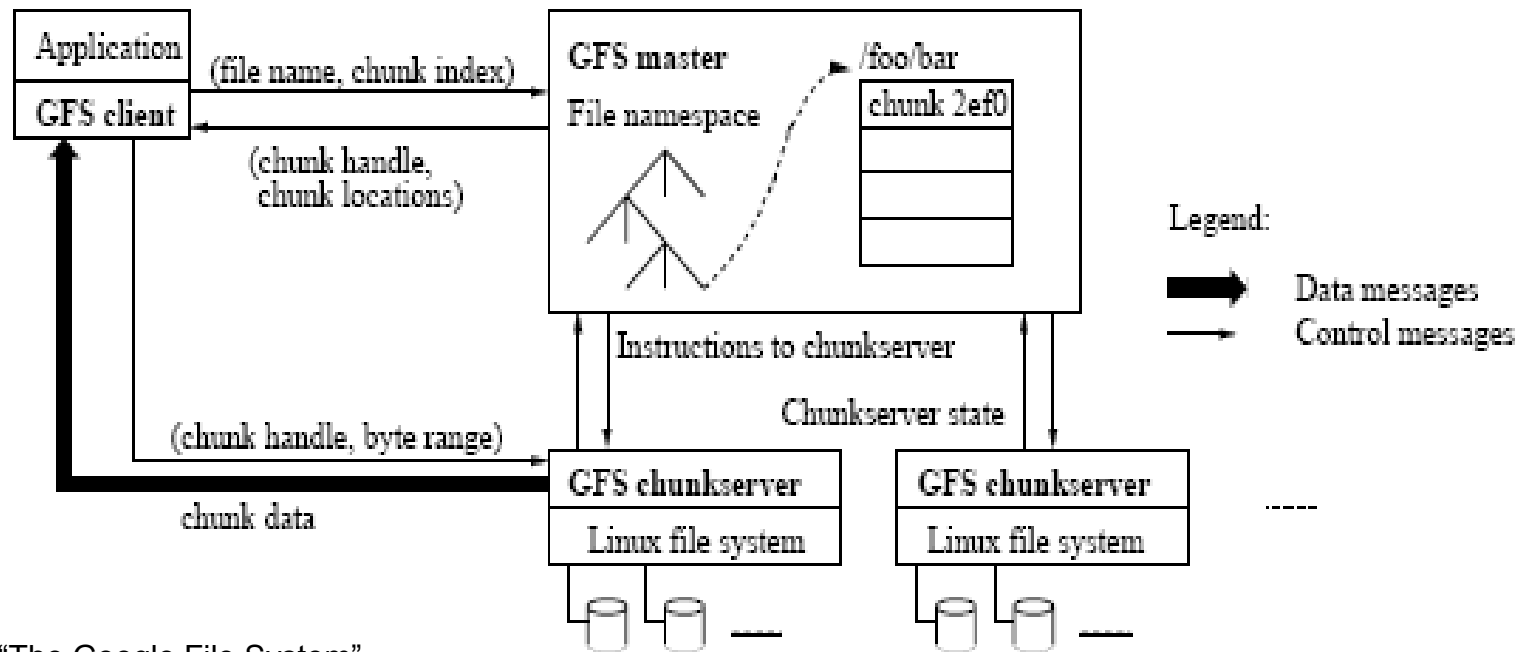 Application
GFS client
(file name, chunk index)
(chunk handle,
chunk locations)
GFS master
File namespace
/foo/bar
chunk 2ef0
Legend:
Data messages
Control messages
Instructions to chunkserver
Chunkserver state
(chunk handle, byte range)
chunk data
GFS chunkserver
Linux file system
GFS chunkserver
Linux file system
“The Google File System”